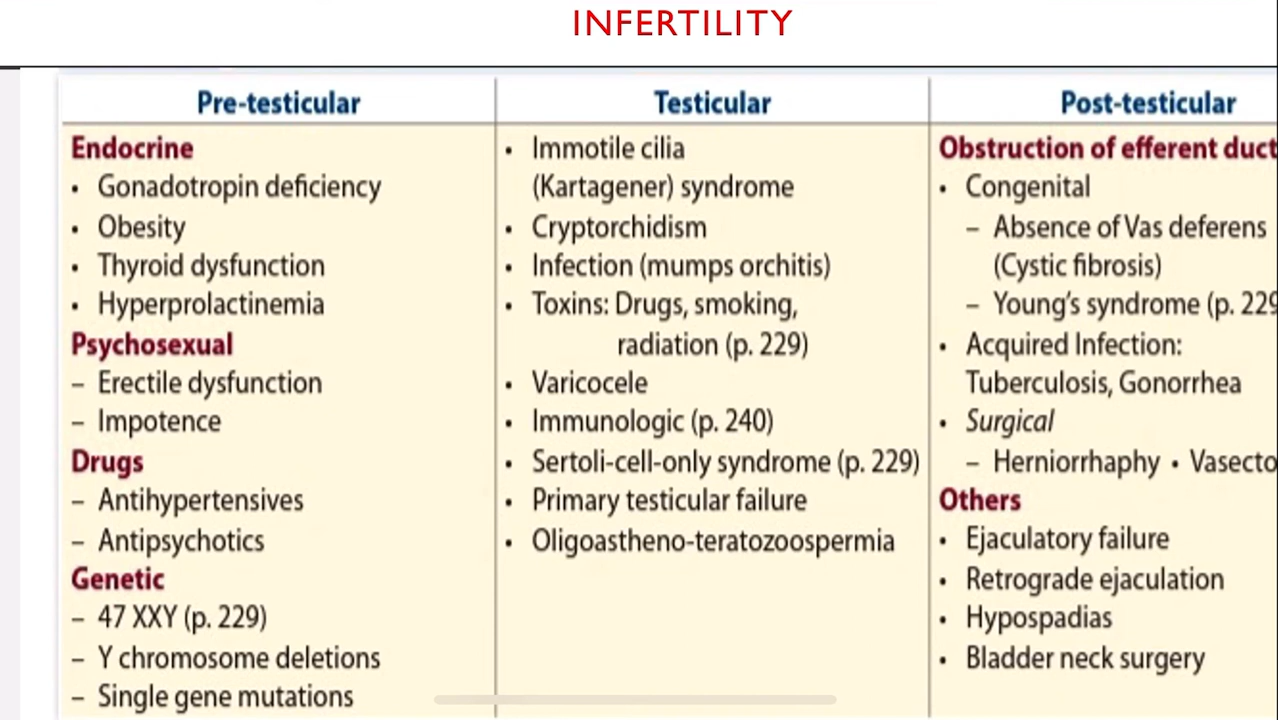 INFERTILITY
Pre-testicular
Endocrine
• Gonadotropin deficiency
• Obesity
• Thyroid dysfunction
• Hyperprolactinemia
Psychosexual
– Erectile dysfunction
– Impotence
Drugs
– Antihypertensives
– Antipsychotics
Genetic
– 47 XXY (p. 229)
– Y chromosome deletions
– Single gene mutations
Testicular
• Immotile cilia
(Kartagener) syndrome
• Cryptorchidism
• Infection (mumps orchitis)
• Toxins: Drugs, smoking,
radiation (p. 229)
• Varicocele
• Immunologic (p. 240)
• Sertoli-cell-only syndrome (p. 229)
• Primary testicular failure
• Oligoastheno-teratozoospermia
Post-testicular
Obstruction of efferent duct
• Congenital
– Absence of Vas deferens
(Cystic fibrosis)
– Young's syndrome (p. 229
• Acquired Infection:
Tuberculosis, Gonorrhea
• Surgical
– Herniorrhaphy • Vasecto
Others
• Ejaculatory failure
• Retrograde ejaculation
• Hypospadias
• Bladder neck surgery